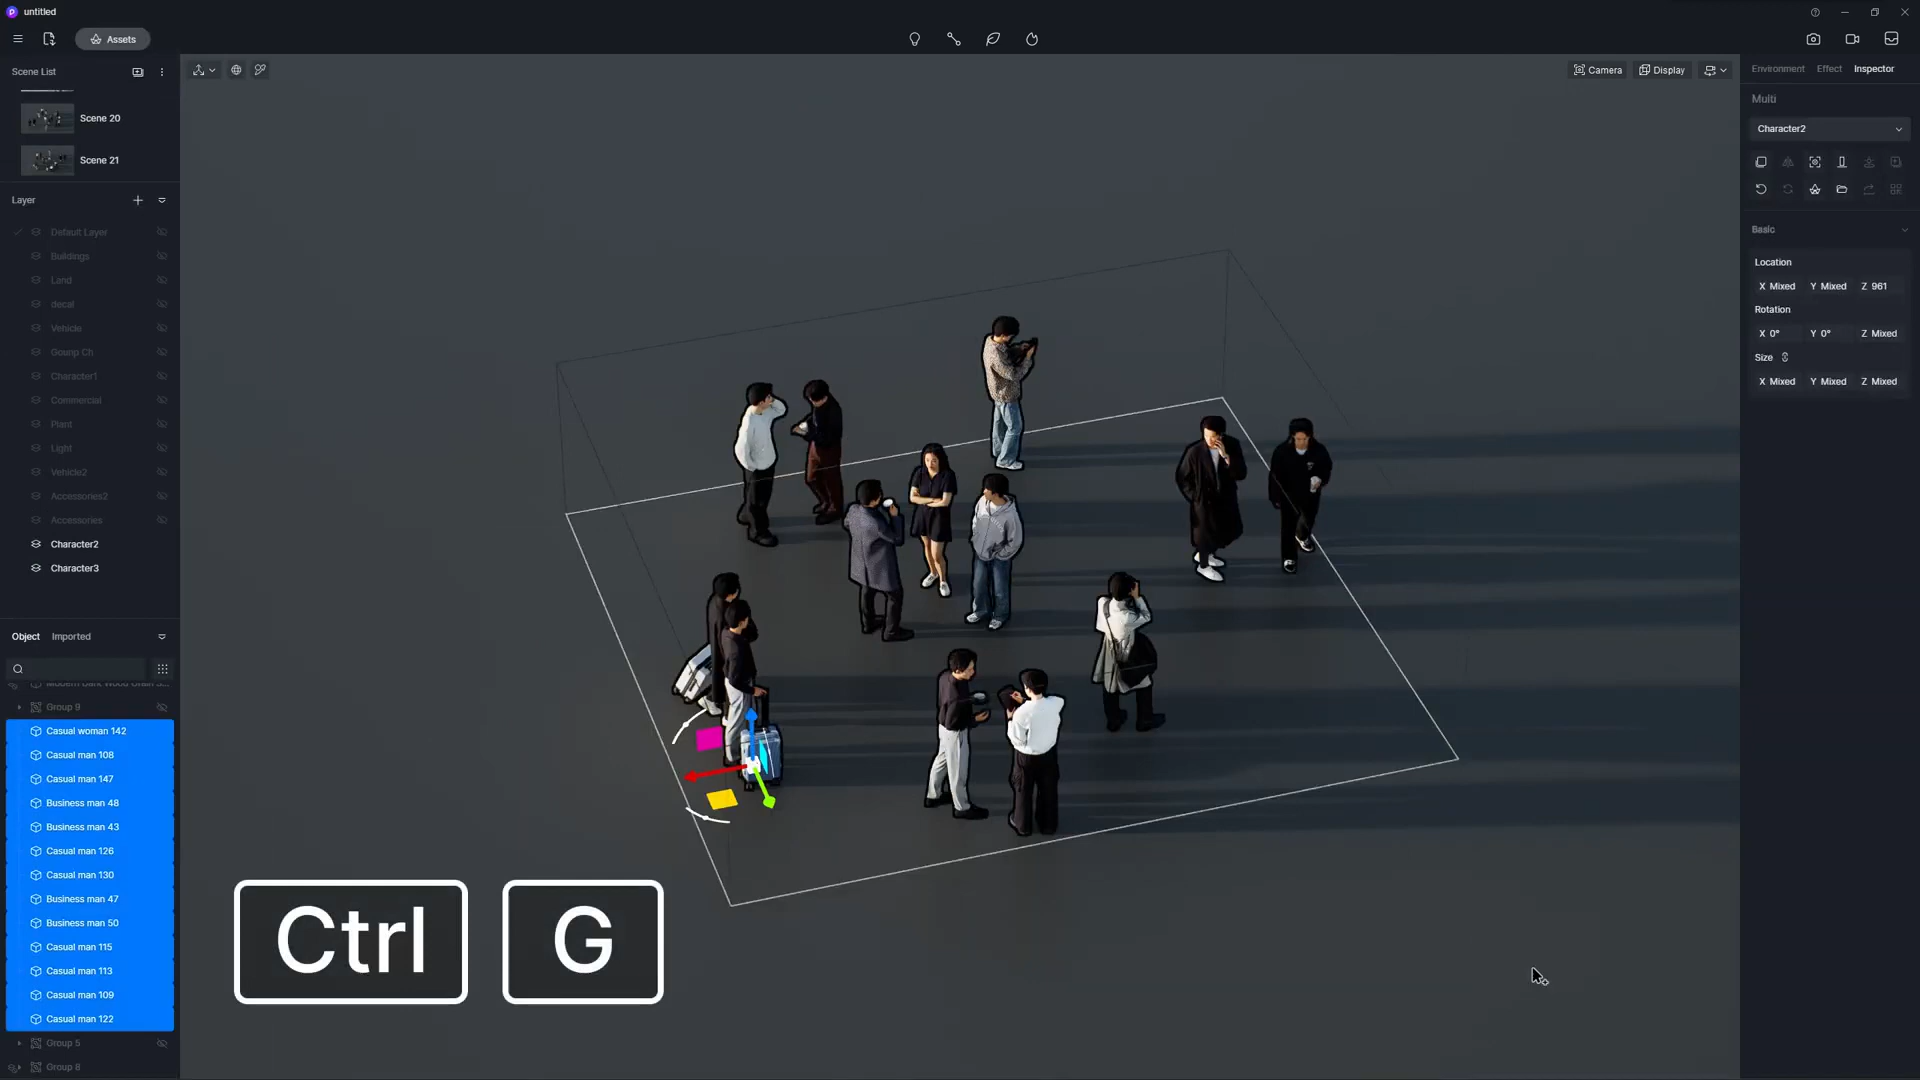 untitled
Assets
Scene List
Camera
Display
Environment
Effect
Inspector
Scene 20
Scene 21
Multi
Character2
Layer
Default Layer
Buildings
Land
decal
Vehicle
Gounp Ch
Character1
Commercial
Plant
Light
Vehicle2
Accessories2
Accessories
Character2
Character3
Basic
Location
X Mixed Y Mixed Z 961
Rotation
X 0° Y 0° Z Mixed
Size
X Mixed Y Mixed Z Mixed
Object
Imported
Group 9
Casual woman 142
Casual man 108
Casual man 147
Business man 48
Business man 43
Casual man 126
Casual man 130
Business man 47
Business man 50
Casual man 115
Casual man 113
Casual man 109
Casual man 122
Group 5
Group 8
Ctrl
G